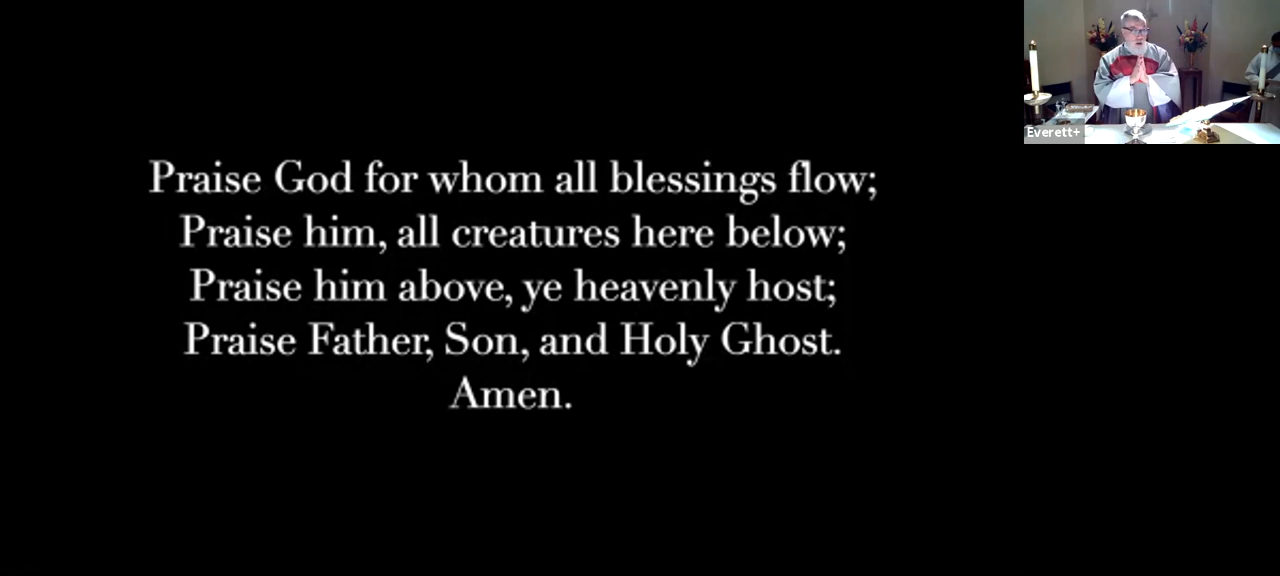 Praise God for whom all blessings flow;
Praise him, all creatures here below;
Praise him above, ye heavenly host;
Praise Father, Son, and Holy Ghost.
Amen.
Everett+